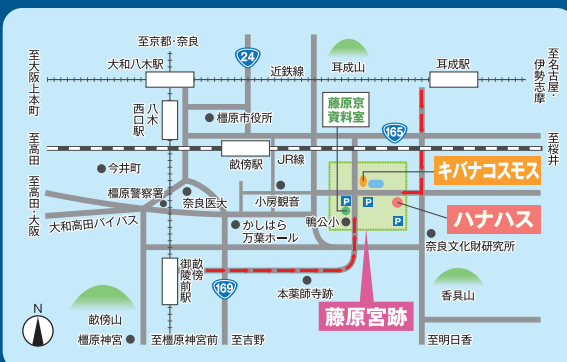 至京都・奈良
24
大和八木駅
近鉄線
耳成山
耳成駅
至大阪上本町
至名古屋・
伊勢志摩
八木
西口駅
橿原市役所
藤原京
資料室
165
至高田
畝傍駅
JR線
至桜井
今井町
キバナコスモス
橿原警察署
奈良医大
小房観音
P
P
ハナハス
至高田・大阪
大和高田バイパス
かしはら
万葉ホール
鴨公小
P
奈良文化財研究所
畝傍
御陵前駅
169
本薬師寺跡
香具山
藤原宮跡
N
畝傍山
橿原神宮
至橿原神宮前
至吉野
至明日香